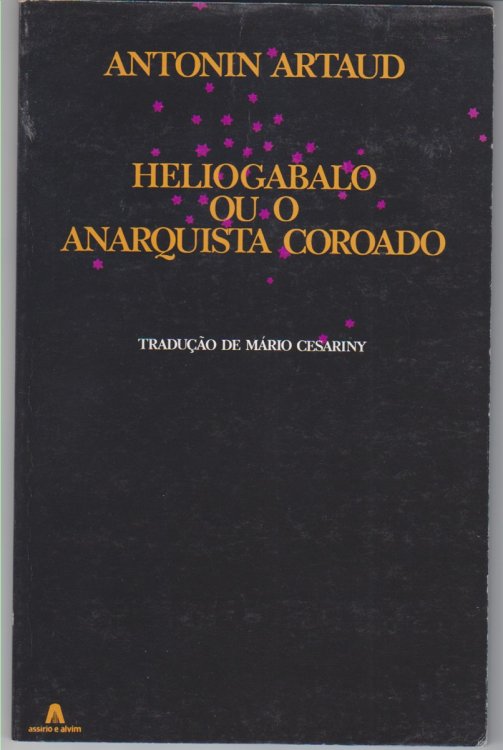 ANTONIN ARTAUD
HELIOGABALO
OU O
ANARQUISTA COROADO
TRADUÇÃO DE MÁRIO CESARINY
assírio e alvim